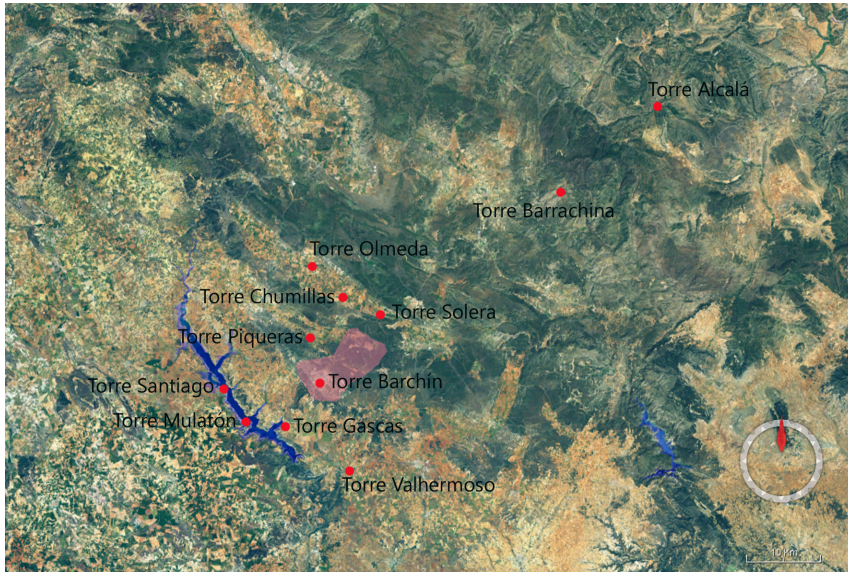 Torre Alcalá
Torre Barrachina
Torre Olmeda
Torre Chumillas
Torre Solera
Torre Piqueras
Torre Barchín
Torre Santiago
Torre Mulatón
Torre Gascas
Torre Valhermoso
10 Km